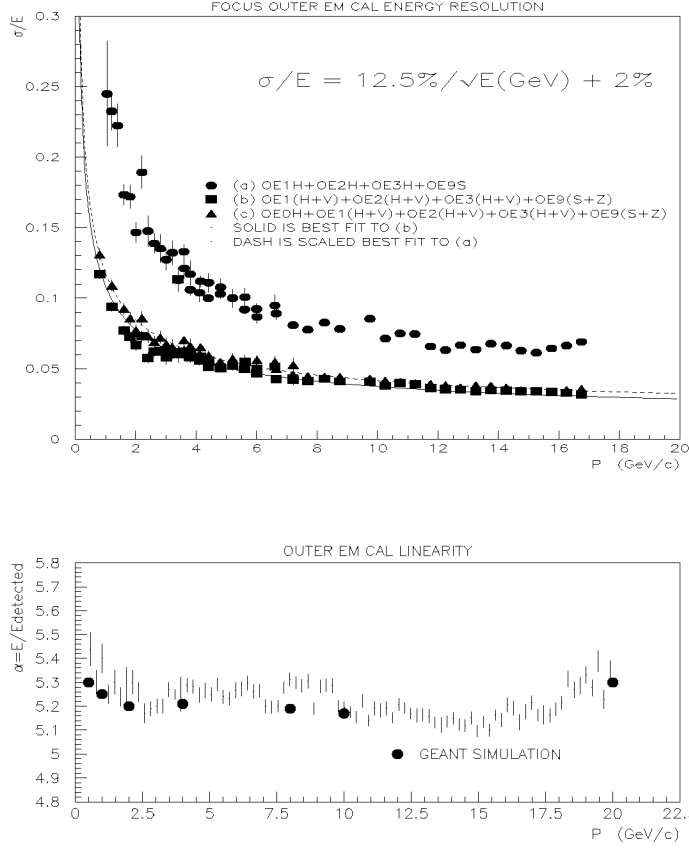 FOCUS OUTER EM CAL ENERGY RESOLUTION
σ/E
0.3
σ/E = 12.5%/√E(GeV) + 2%
0.25
0.2
(a) OE1H+OE2H+OE3H+OE9S
(b) OE1(H+V)+OE2(H+V)+OE3(H+V)+OE9(S+Z)
(c) OE0H+OE1(H+V)+OE2(H+V)+OE3(H+V)+OE9(S+Z)
SOLID IS BEST FIT TO (b)
DASH IS SCALED BEST FIT TO (a)
0.15
0.1
0.05
0
0 2 4 6 8 10 12 14 16 18 20
P (GeV/c)
OUTER EM CAL LINEARITY
α=E/Edetected
5.8
5.7
5.6
5.5
5.4
5.3
5.2
5.1
5
4.9
4.8
GEANT SIMULATION
0 2.5 5 7.5 10 12.5 15 17.5 20 22.
P (GeV/c)